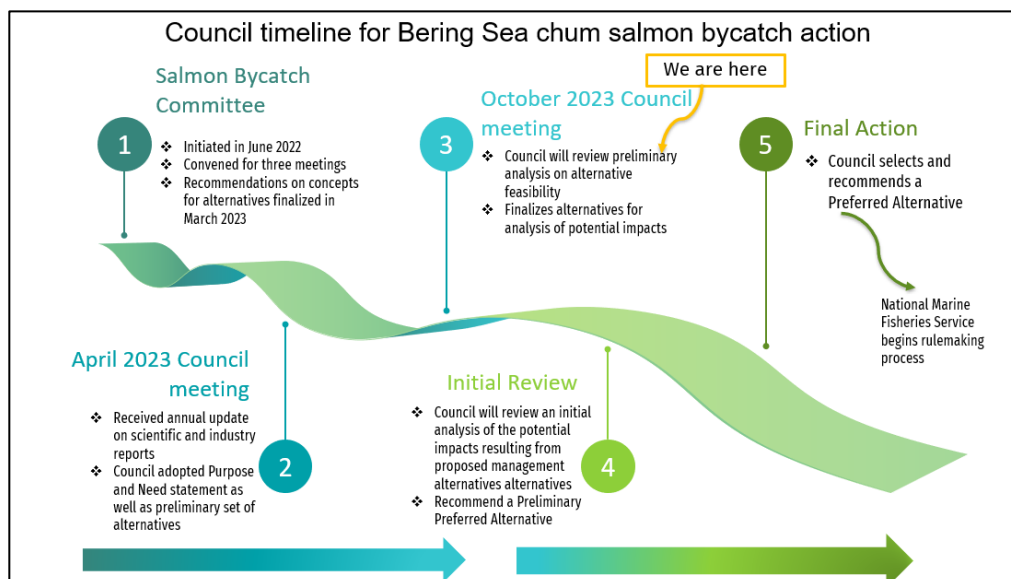 Council timeline for Bering Sea chum salmon bycatch action
We are here
Salmon Bycatch
Committee
1
❖ Initiated in June 2022
❖ Convened for three meetings
❖ Recommendations on concepts
for alternatives finalized in
March 2023
October 2023 Council
meeting
3
❖ Council will review preliminary
analysis on alternative
feasibility
❖ Finalizes alternatives for
analysis of potential impacts
5
Final Action
❖ Council selects and
recommends a
Preferred Alternative
National Marine
Fisheries Service
begins rulemaking
process
April 2023 Council
meeting
❖ Received annual update
on scientific and industry
reports
❖ Council adopted Purpose
and Need statement as
well as preliminary set of
alternatives
2
Initial Review
❖ Council will review an initial
analysis of the potential
impacts resulting from
proposed management
alternatives alternatives
❖ Recommend a Preliminary
Preferred Alternative
4